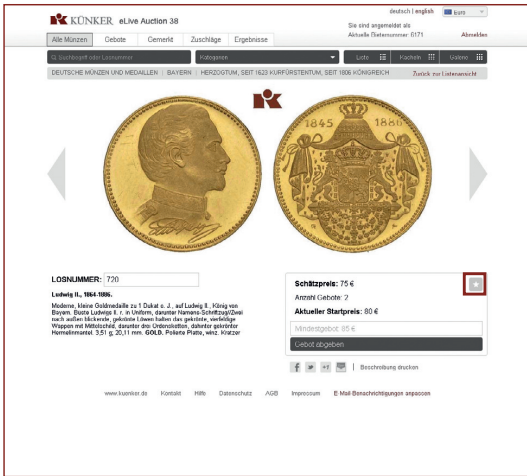 deutsch | english Euro
KÜNKER eLive Auction 38
Sie sind angemeldet als
Aktuelle Bieternummer: 6171 Abmelden
Alle Münzen Gebote Gemerkt Zuschläge Ergebnisse
Suchbegriff oder Losnummer Kategorien Liste Kacheln Galerie
DEUTSCHE MÜNZEN UND MEDAILLEN | BAYERN | HERZOGTUM, SEIT 1623 KURFÜRSTENTUM, SEIT 1806 KÖNIGREICH Zurück zur Listenansicht
1845 1886
LOSNUMMER: 720
Ludwig II., 1864-1886.
Moderne, kleine Goldmedaille zu 1 Dukat o. J., auf Ludwig II., König von
Bayern. Büste Ludwigs II. r. in Uniform, darunter Namens-Schriftzug//Zwei
nach außen blickende, gekrönte Löwen halten das gekrönte, vierfeldige
Wappen mit Mittelschild, darunter drei Ordensketten, dahinter gekrönter
Hermelinmantel. 3,51 g; 20,11 mm. GOLD. Polierte Platte, winz. Kratzer
Schätzpreis: 75 €
Anzahl Gebote: 2
Aktueller Startpreis: 80 €
Mindestgebot: 85 €
Gebot abgeben
+1 | Beschreibung drucken
www.kuenker.de Kontakt Hilfe Datenschutz AGB Impressum E-Mail-Benachrichtigungen anpassen